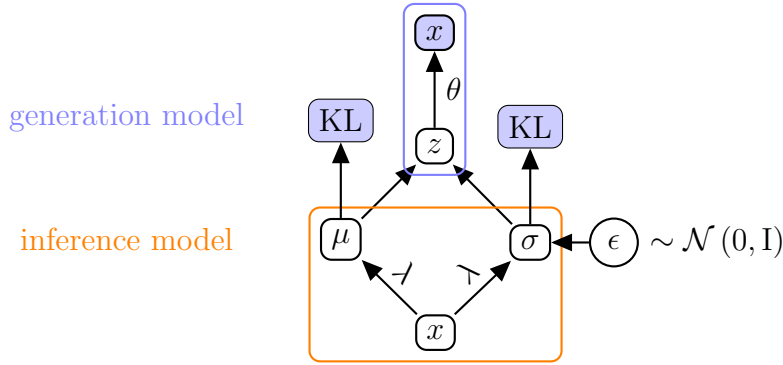 x
θ
generation model
KL
KL
z
inference model
μ
σ
ϵ ∼ 𝒩 (0, I)
λ
λ
x